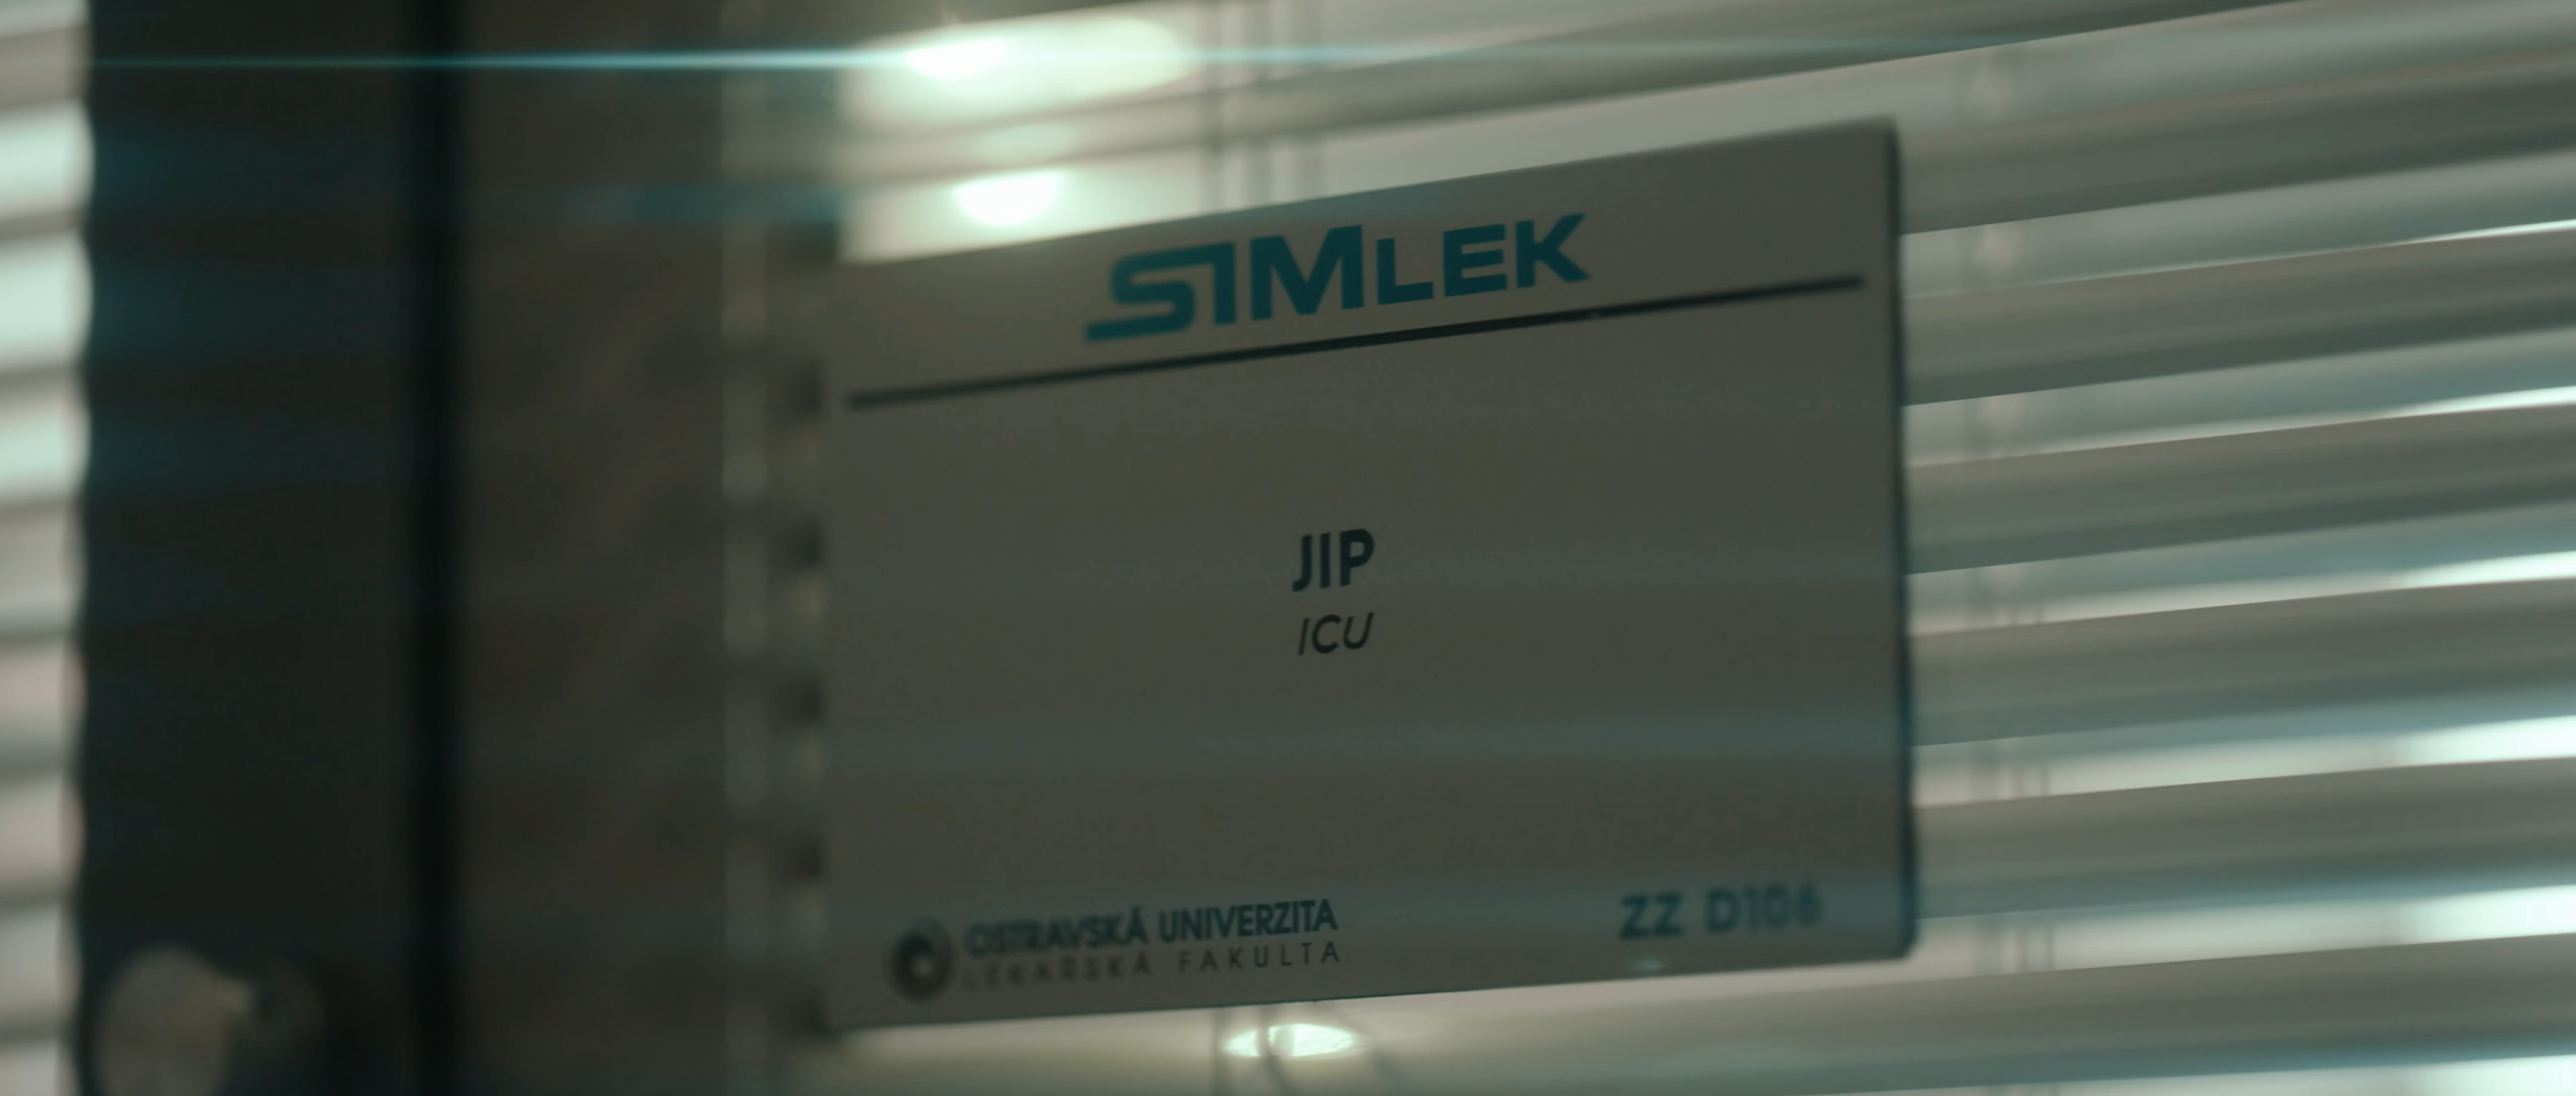 SIMLEK
JIP
ICU
OSTRAVSKÁ UNIVERZITA
LÉKAŘSKÁ FAKULTA
ZZ D106